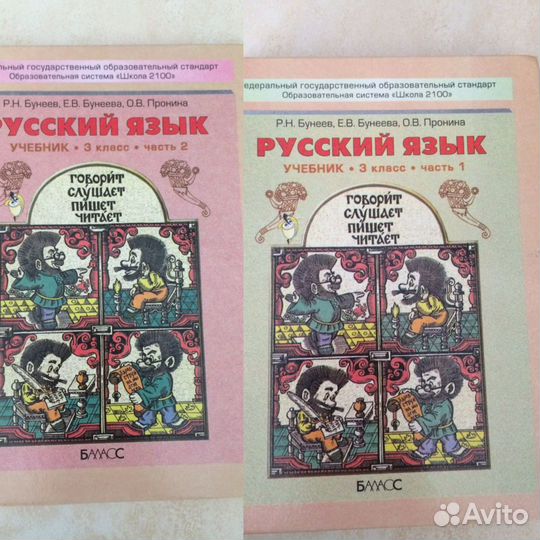 альный государственный образовательный стандарт
Образовательная система «Школа 2100»
Р.Н. Бунеев, Е.В. Бунеева, О.В. Пронина
РУССКИЙ ЯЗЫК
УЧЕБНИК • 3 класс • часть 2
ГОВОРИТ
СЛУШАЕТ
ПИШЕТ
ЧИТАЕТ
БАЛАСС
едеральный государственный образовательный стандарт
Образовательная система «Школа 2100»
Р.Н. Бунеев, Е.В. Бунеева, О.В. Пронина
РУССКИЙ ЯЗЫК
УЧЕБНИК • 3 класс • часть 1
ГОВОРИТ
СЛУШАЕТ
ПИШЕТ
ЧИТАЕТ
БАЛАСС
Avito